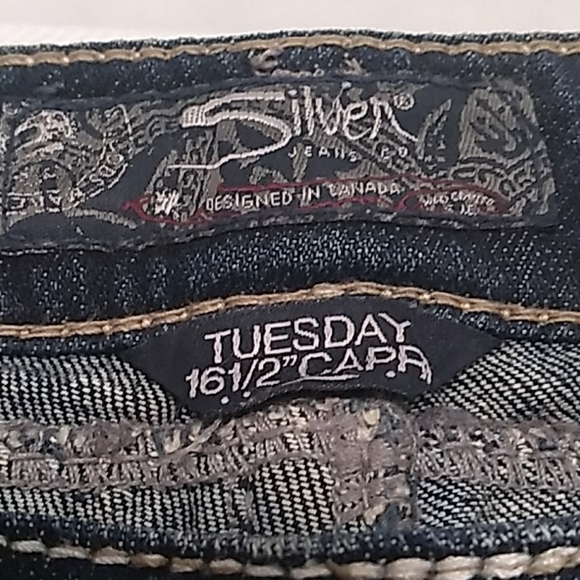 Silver®
JEANS CO
DESIGNED IN CANADA
TUESDAY
16 1/2" CAPRI